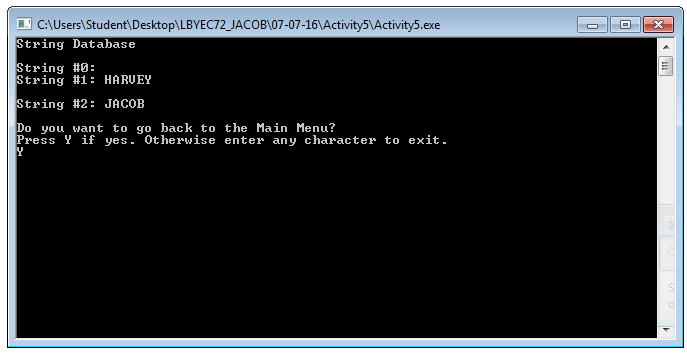 C:\Users\Student\Desktop\LBYEC72_JACOB\07-07-16\Activity5\Activity5.exe
String Database
String #0:
String #1: HARVEY
String #2: JACOB
Do you want to go back to the Main Menu?
Press Y if yes. Otherwise enter any character to exit.
Y